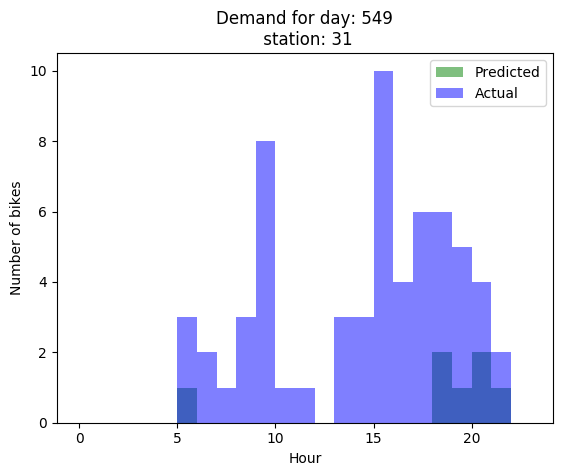 Demand for day: 549
station: 31
Predicted
Actual
Number of bikes
10
8
6
4
2
0
0 5 10 15 20
Hour